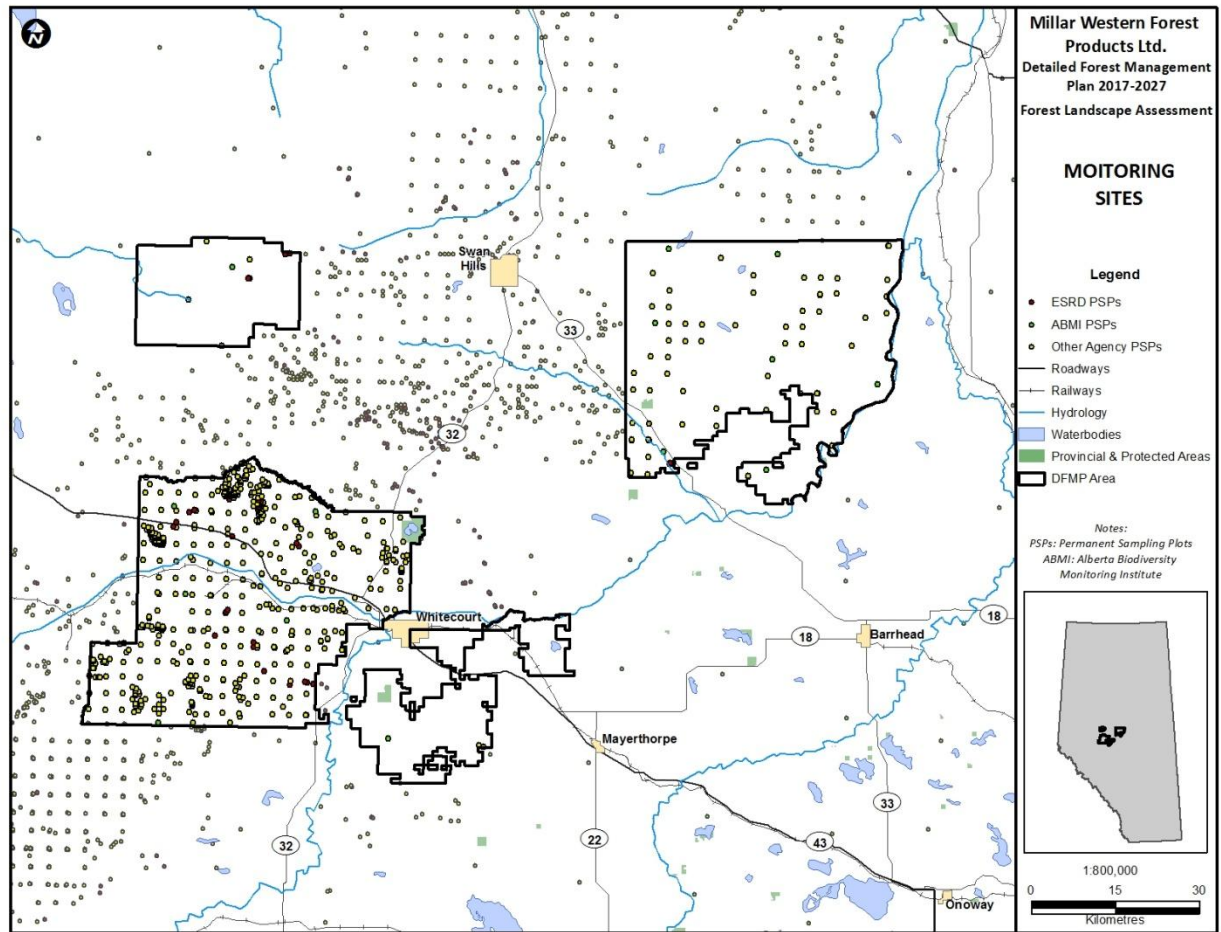 N
Swan
Hills
33
32
Whitecourt
18
18
Barrhead
Mayerthorpe
33
32
22
43
Onoway
Millar Western Forest
Products Ltd.
Detailed Forest Management
Plan 2017-2027
Forest Landscape Assessment
MOITORING
SITES
Legend
ESRD PSPs
ABMI PSPs
Other Agency PSPs
Roadways
Railways
Hydrology
Waterbodies
Provincial & Protected Areas
DFMP Area
Notes:
PSPs: Permanent Sampling Plots
ABMI: Alberta Biodiversity
Monitoring Institute
1:800,000
0 15 30
Kilometres